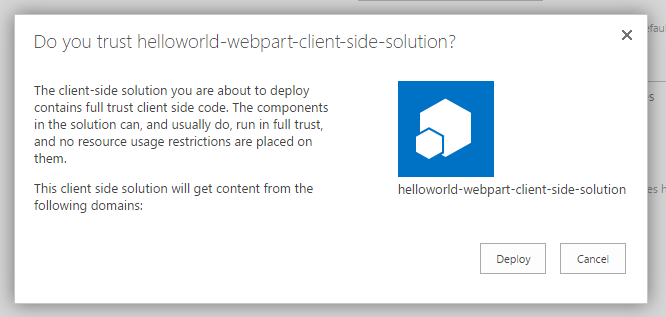 Do you trust helloworld-webpart-client-side-solution?
The client-side solution you are about to deploy
contains full trust client side code. The components
in the solution can, and usually do, run in full trust,
and no resource usage restrictions are placed on
them.
This client side solution will get content from the
following domains:
helloworld-webpart-client-side-solution
Deploy
Cancel